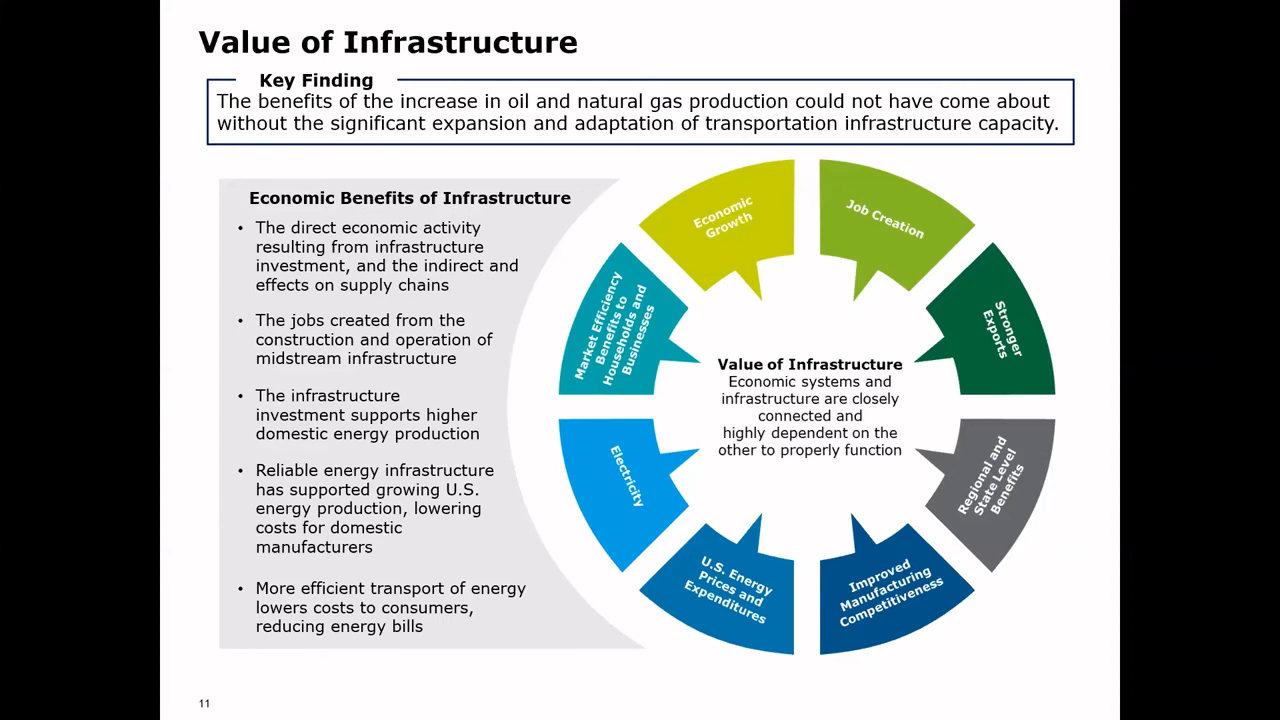 Value of Infrastructure
Key Finding
The benefits of the increase in oil and natural gas production could not have come about
without the significant expansion and adaptation of transportation infrastructure capacity.
Economic Benefits of Infrastructure
• The direct economic activity
resulting from infrastructure
investment, and the indirect and
effects on supply chains
• The jobs created from the
construction and operation of
midstream infrastructure
• The infrastructure
investment supports higher
domestic energy production
• Reliable energy infrastructure
has supported growing U.S.
energy production, lowering
costs for domestic
manufacturers
• More efficient transport of energy
lowers costs to consumers,
reducing energy bills
Economic
Growth
Job Creation
Stronger
Exports
Regional and
State Level
Benefits
Improved
Manufacturing
Competitiveness
U.S. Energy
Prices and
Expenditures
Electricity
Market Efficiency
Benefits to
Households and
Businesses
Value of Infrastructure
Economic systems and
infrastructure are closely
connected and
highly dependent on the
other to properly function
11